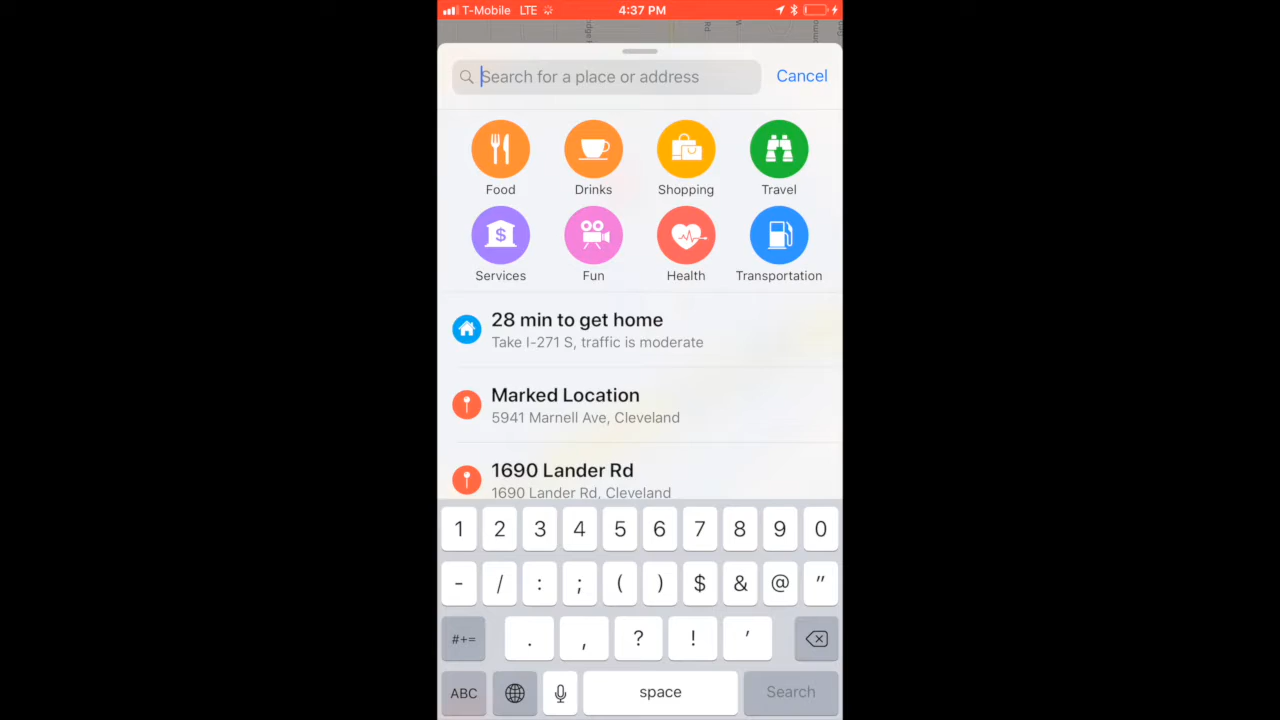 T-Mobile LTE 4:37 PM
Search for a place or address Cancel
Food Drinks Shopping Travel
$
Services Fun Health Transportation
28 min to get home
Take I-271 S, traffic is moderate
Marked Location
5941 Marnell Ave, Cleveland
1690 Lander Rd
1690 Lander Rd, Cleveland
1 2 3 4 5 6 7 8 9 0
- / : ; ( ) $ & @ "
#+= . , ? ! '
ABC space Search